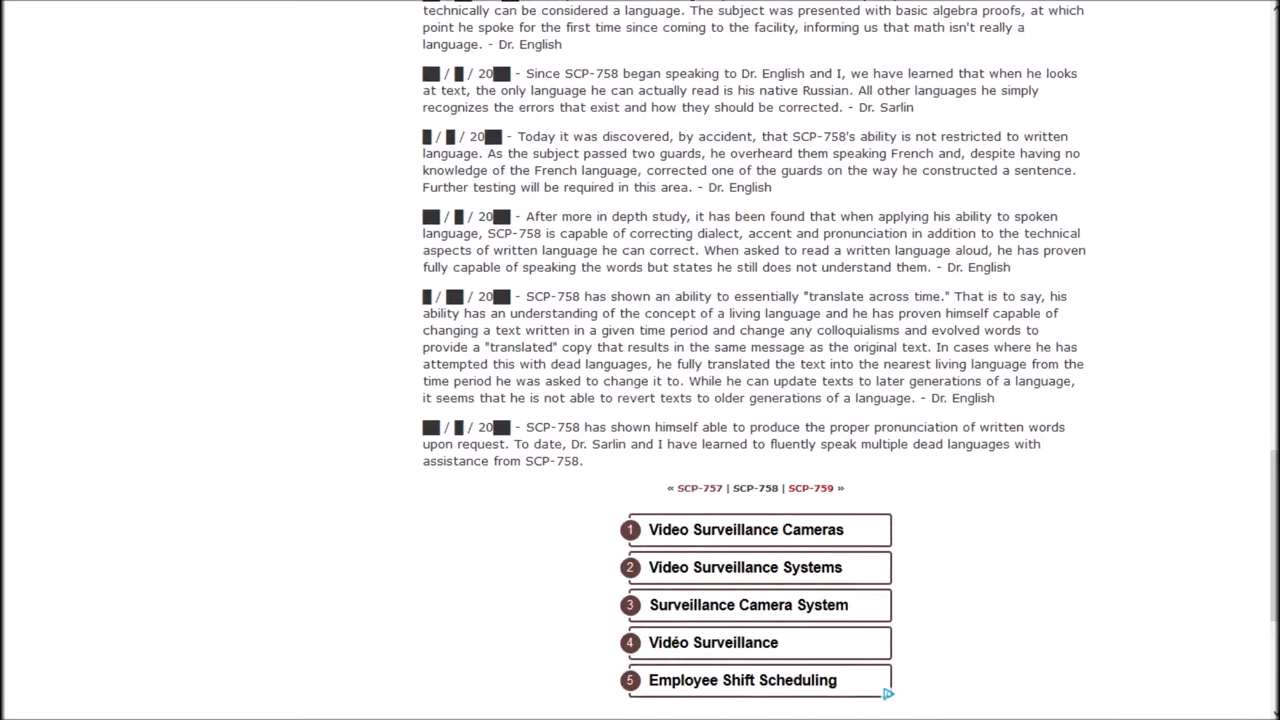 technically can be considered a language. The subject was presented with basic algebra proofs, at which
point he spoke for the first time since coming to the facility, informing us that math isn't really a
language. - Dr. English
██ / █ / 20██ - Since SCP-758 began speaking to Dr. English and I, we have learned that when he looks
at text, the only language he can actually read is his native Russian. All other languages he simply
recognizes the errors that exist and how they should be corrected. - Dr. Sarlin
█ / █ / 20██ - Today it was discovered, by accident, that SCP-758's ability is not restricted to written
language. As the subject passed two guards, he overheard them speaking French and, despite having no
knowledge of the French language, corrected one of the guards on the way he constructed a sentence.
Further testing will be required in this area. - Dr. English
██ / █ / 20██ - After more in depth study, it has been found that when applying his ability to spoken
language, SCP-758 is capable of correcting dialect, accent and pronunciation in addition to the technical
aspects of written language he can correct. When asked to read a written language aloud, he has proven
fully capable of speaking the words but states he still does not understand them. - Dr. English
█ / ██ / 20██ - SCP-758 has shown an ability to essentially "translate across time." That is to say, his
ability has an understanding of the concept of a living language and he has proven himself capable of
changing a text written in a given time period and change any colloquialisms and evolved words to
provide a "translated" copy that results in the same message as the original text. In cases where he has
attempted this with dead languages, he fully translated the text into the nearest living language from the
time period he was asked to change it to. While he can update texts to later generations of a language,
it seems that he is not able to revert texts to older generations of a language. - Dr. English
██ / █ / 20██ - SCP-758 has shown himself able to produce the proper pronunciation of written words
upon request. To date, Dr. Sarlin and I have learned to fluently speak multiple dead languages with
assistance from SCP-758.
« SCP-757 | SCP-758 | SCP-759 »
1 Video Surveillance Cameras
2 Video Surveillance Systems
3 Surveillance Camera System
4 Vidéo Surveillance
5 Employee Shift Scheduling